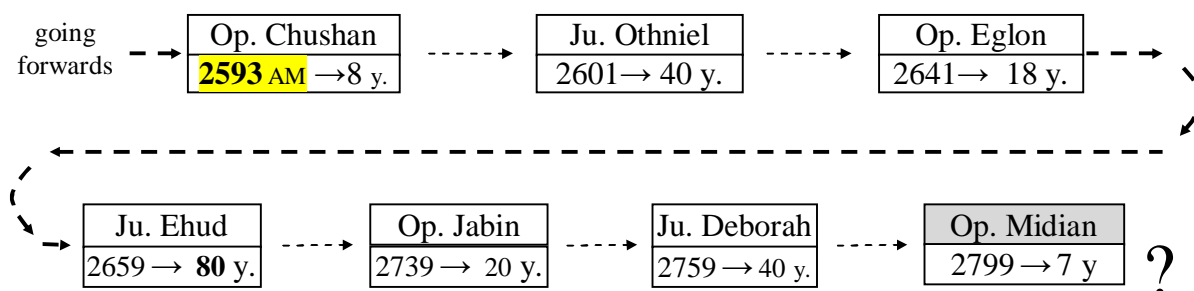 going
forwards
Op. Chushan
2593 AM → 8 y.
Ju. Othniel
2601 → 40 y.
Op. Eglon
2641 → 18 y.
Ju. Ehud
2659 → 80 y.
Op. Jabin
2739 → 20 y.
Ju. Deborah
2759 → 40 y.
Op. Midian
2799 → 7 y
?